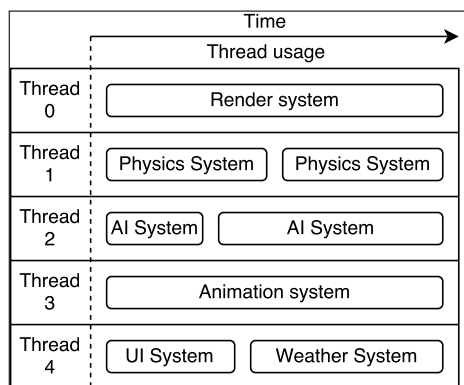 Time
Thread usage
Thread
0
Render system
Thread
1
Physics System Physics System
Thread
2
AI System AI System
Thread
3
Animation system
Thread
4
UI System Weather System